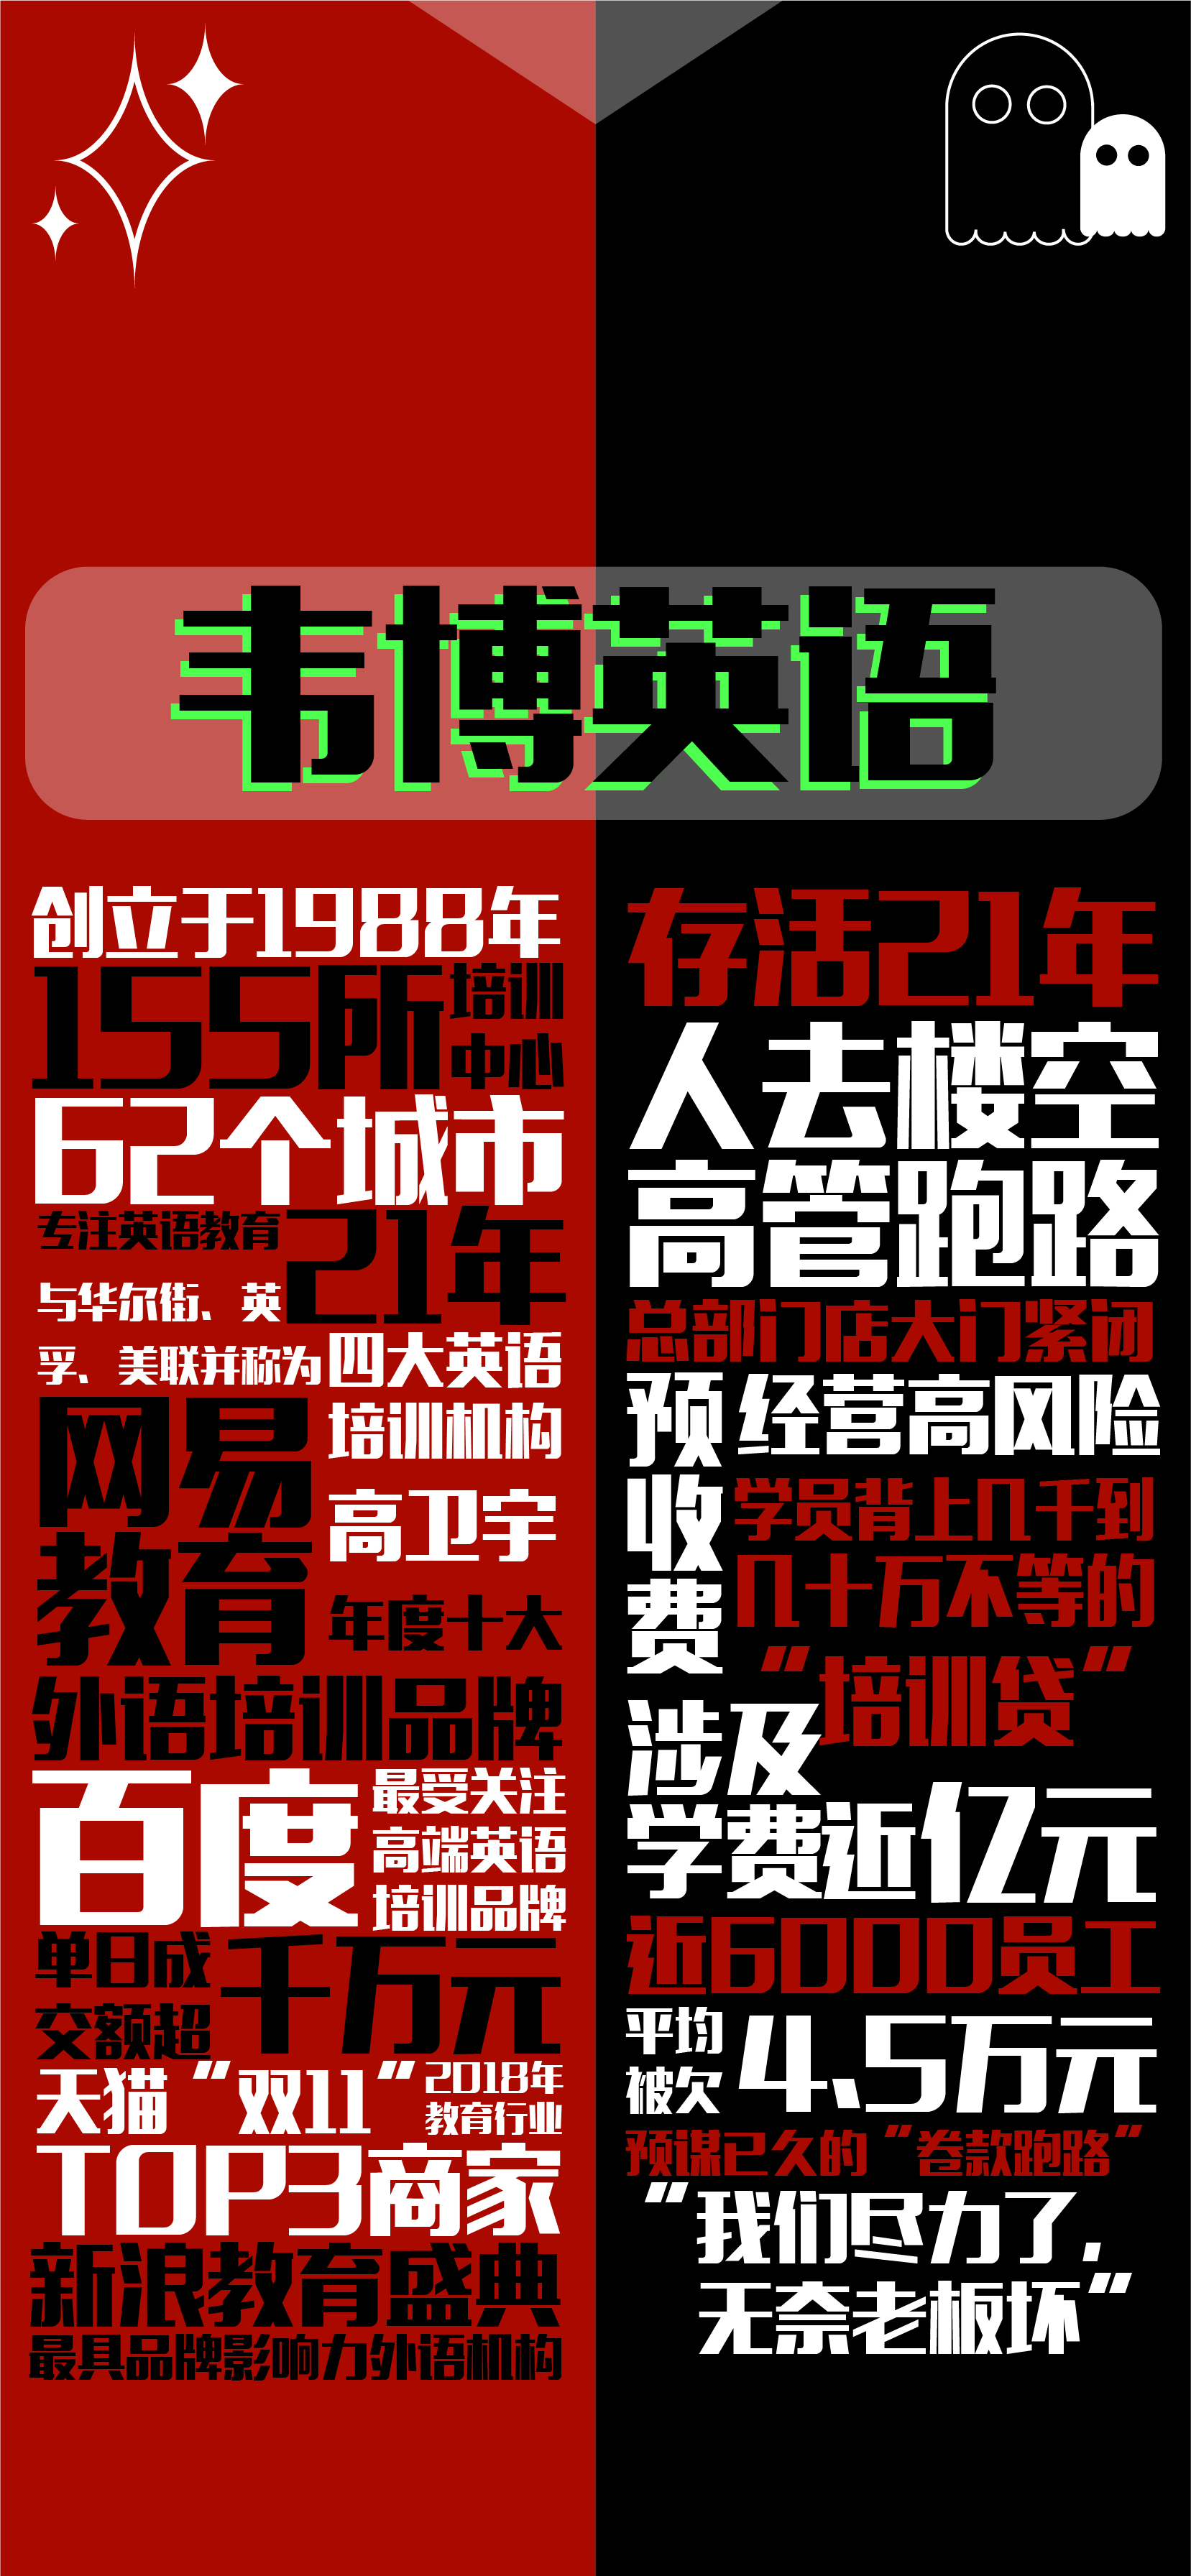 韦博英语
创立于1988年
155所培训
中心
62个城市
专注英语教育21年
与华尔街、英
孚、美联并称为四大英语
培训机构
网易
高卫宇
教育
年度十大
外语培训品牌
百度最受关注
高端英语
培训品牌
单日成
交额超千万元
天猫“双11”2018年
教育行业
TOP3商家
新浪教育盛典
最具品牌影响力外语机构
存活21年
人去楼空
高管跑路
总部门店大门紧闭
预收费
经营高风险
学员背上几千到
几十万不等的
“培训贷”
涉及
学费近亿元
近6000员工
平均
被欠4、5万元
预谋已久的“卷款跑路”
“我们尽力了，
无奈老板坏”